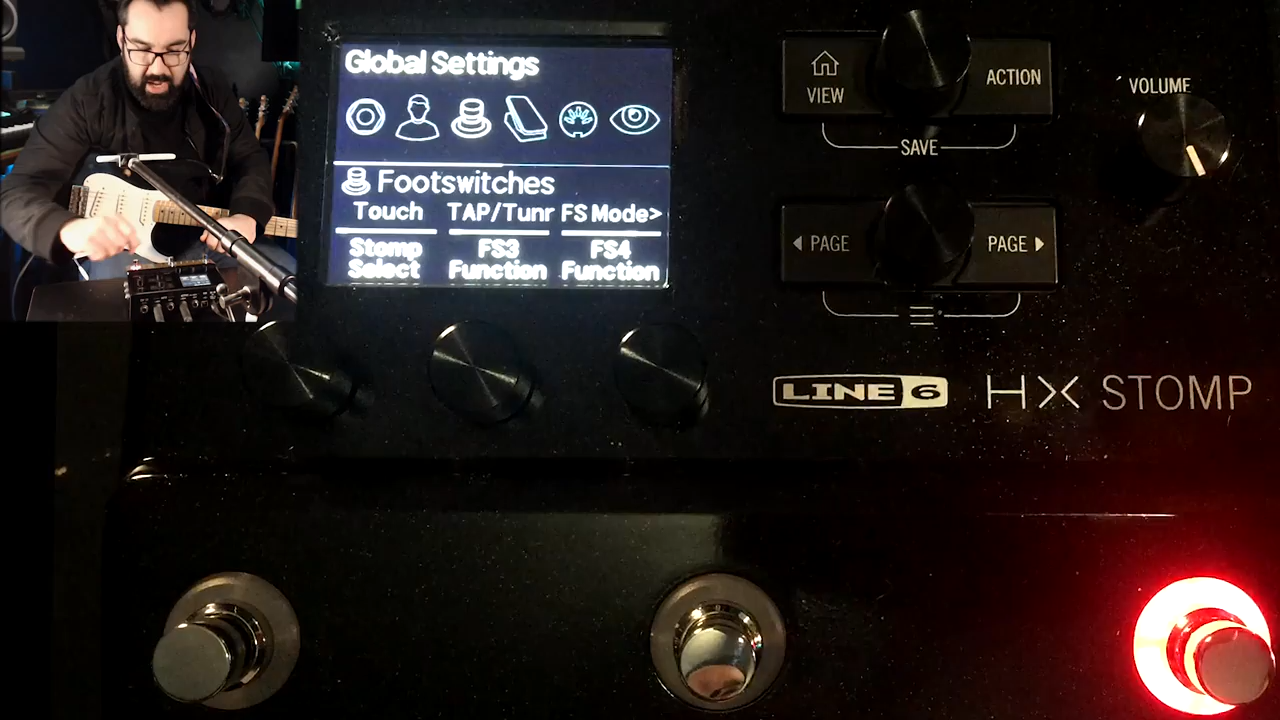 Global Settings
Footswitches
Touch TAP/Tunr FS Mode>
Stomp Select FS3 Function FS4 Function
VIEW
ACTION
SAVE
VOLUME
◀ PAGE
PAGE ▶
LINE 6 HX STOMP